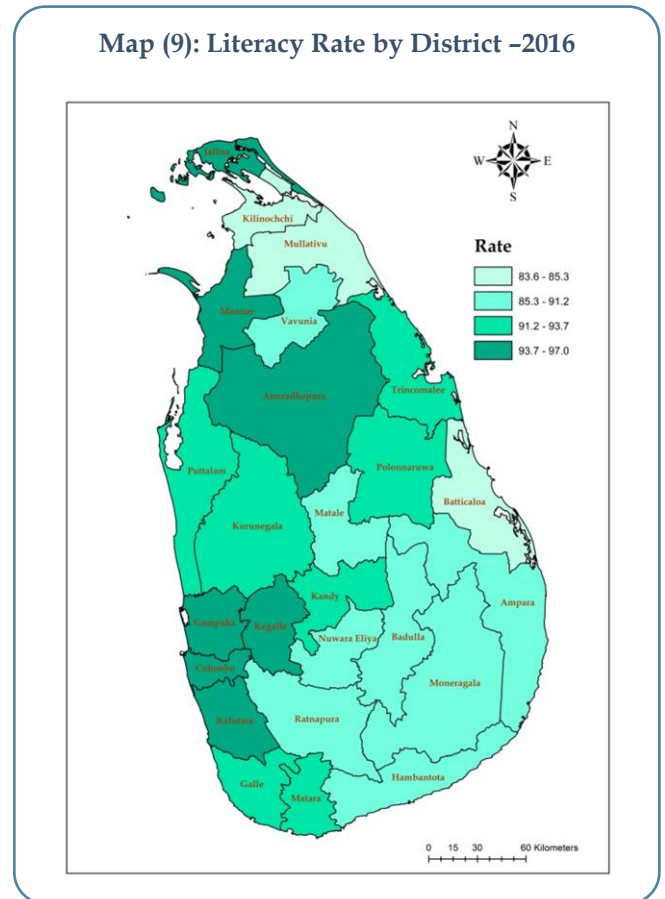 Map (9): Literacy Rate by District –2016
N
W E
S
Jaffna
Kilinochchi
Mullativu
Rate
83.6 - 85.3
85.3 - 91.2
91.2 - 93.7
93.7 - 97.0
Mannar
Vavunia
Anuradhapura
Trincomalee
Puttalam
Polonnaruwa
Batticaloa
Matale
Kurunegala
Kandy
Ampara
Gampaha
Kegalle
Nuwara Eliya
Badulla
Colombo
Moneragala
Kalutara
Ratnapura
Hambantota
Galle
Matara
0 15 30 60 Kilometers